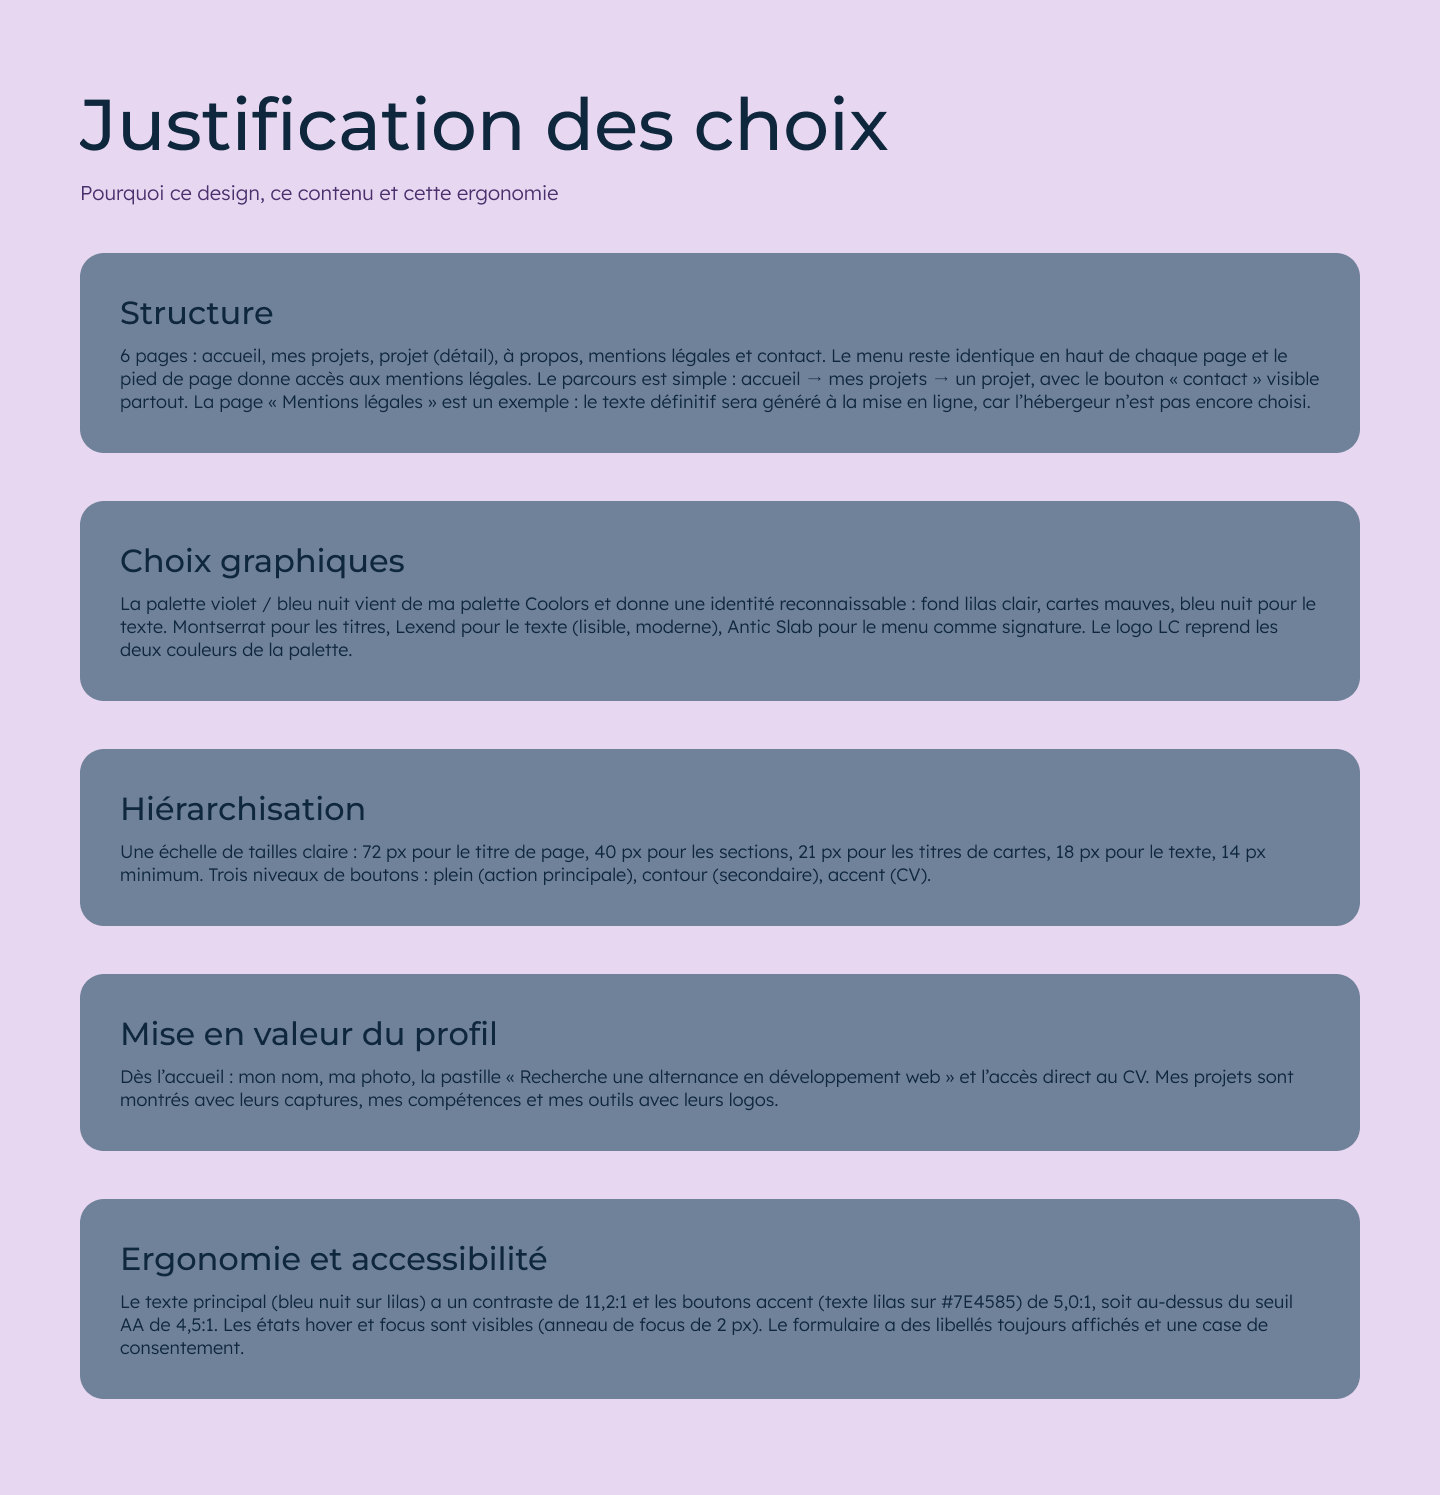 Justification des choix
Pourquoi ce design, ce contenu et cette ergonomie
Structure
6 pages : accueil, mes projets, projet (détail), à propos, mentions légales et contact. Le menu reste identique en haut de chaque page et le
pied de page donne accès aux mentions légales. Le parcours est simple : accueil → mes projets → un projet, avec le bouton « contact » visible
partout. La page « Mentions légales » est un exemple : le texte définitif sera généré à la mise en ligne, car l’hébergeur n’est pas encore choisi.
Choix graphiques
La palette violet / bleu nuit vient de ma palette Coolors et donne une identité reconnaissable : fond lilas clair, cartes mauves, bleu nuit pour le
texte. Montserrat pour les titres, Lexend pour le texte (lisible, moderne), Antic Slab pour le menu comme signature. Le logo LC reprend les
deux couleurs de la palette.
Hiérarchisation
Une échelle de tailles claire : 72 px pour le titre de page, 40 px pour les sections, 21 px pour les titres de cartes, 18 px pour le texte, 14 px
minimum. Trois niveaux de boutons : plein (action principale), contour (secondaire), accent (CV).
Mise en valeur du profil
Dès l’accueil : mon nom, ma photo, la pastille « Recherche une alternance en développement web » et l’accès direct au CV. Mes projets sont
montrés avec leurs captures, mes compétences et mes outils avec leurs logos.
Ergonomie et accessibilité
Le texte principal (bleu nuit sur lilas) a un contraste de 11,2:1 et les boutons accent (texte lilas sur #7E4585) de 5,0:1, soit au-dessus du seuil
AA de 4,5:1. Les états hover et focus sont visibles (anneau de focus de 2 px). Le formulaire a des libellés toujours affichés et une case de
consentement.